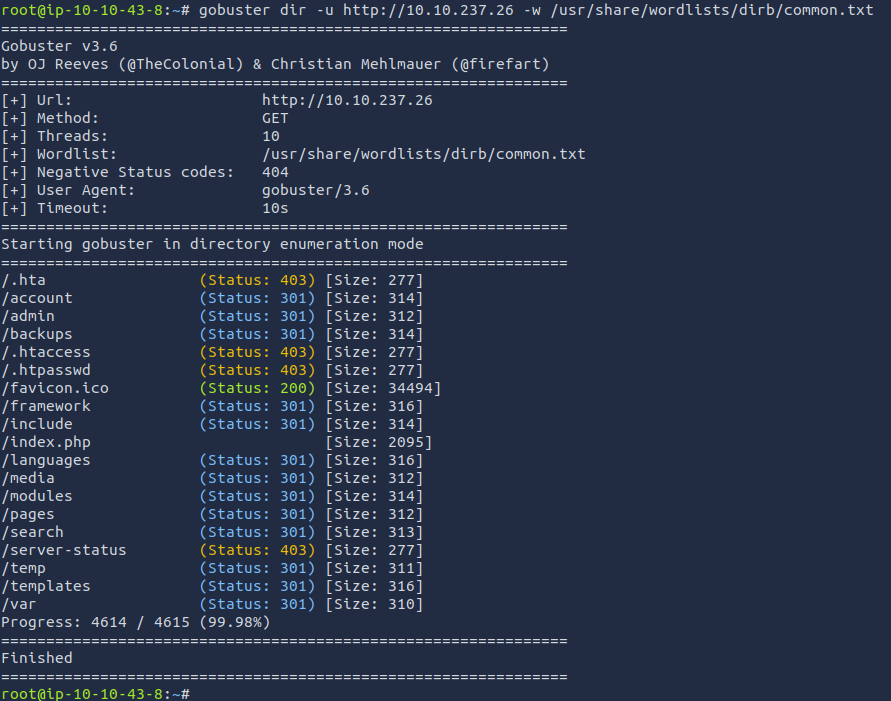 root@ip-10-10-43-8:~# gobuster dir -u http://10.10.237.26 -w /usr/share/wordlists/dirb/common.txt
===============================================================
Gobuster v3.6
by OJ Reeves (@TheColonial) & Christian Mehlmauer (@firefart)
===============================================================
[+] Url:                     http://10.10.237.26
[+] Method:                  GET
[+] Threads:                 10
[+] Wordlist:                /usr/share/wordlists/dirb/common.txt
[+] Negative Status codes:   404
[+] User Agent:              gobuster/3.6
[+] Timeout:                 10s
===============================================================
Starting gobuster in directory enumeration mode
===============================================================
/.hta                 (Status: 403) [Size: 277]
/account              (Status: 301) [Size: 314]
/admin                (Status: 301) [Size: 312]
/backups              (Status: 301) [Size: 314]
/.htaccess            (Status: 403) [Size: 277]
/.htpasswd            (Status: 403) [Size: 277]
/favicon.ico          (Status: 200) [Size: 34494]
/framework            (Status: 301) [Size: 316]
/include              (Status: 301) [Size: 314]
/index.php                          [Size: 2095]
/languages            (Status: 301) [Size: 316]
/media                (Status: 301) [Size: 312]
/modules              (Status: 301) [Size: 314]
/pages                (Status: 301) [Size: 312]
/search               (Status: 301) [Size: 313]
/server-status        (Status: 403) [Size: 277]
/temp                 (Status: 301) [Size: 311]
/templates            (Status: 301) [Size: 316]
/var                  (Status: 301) [Size: 310]
Progress: 4614 / 4615 (99.98%)
===============================================================
Finished
===============================================================
root@ip-10-10-43-8:~#